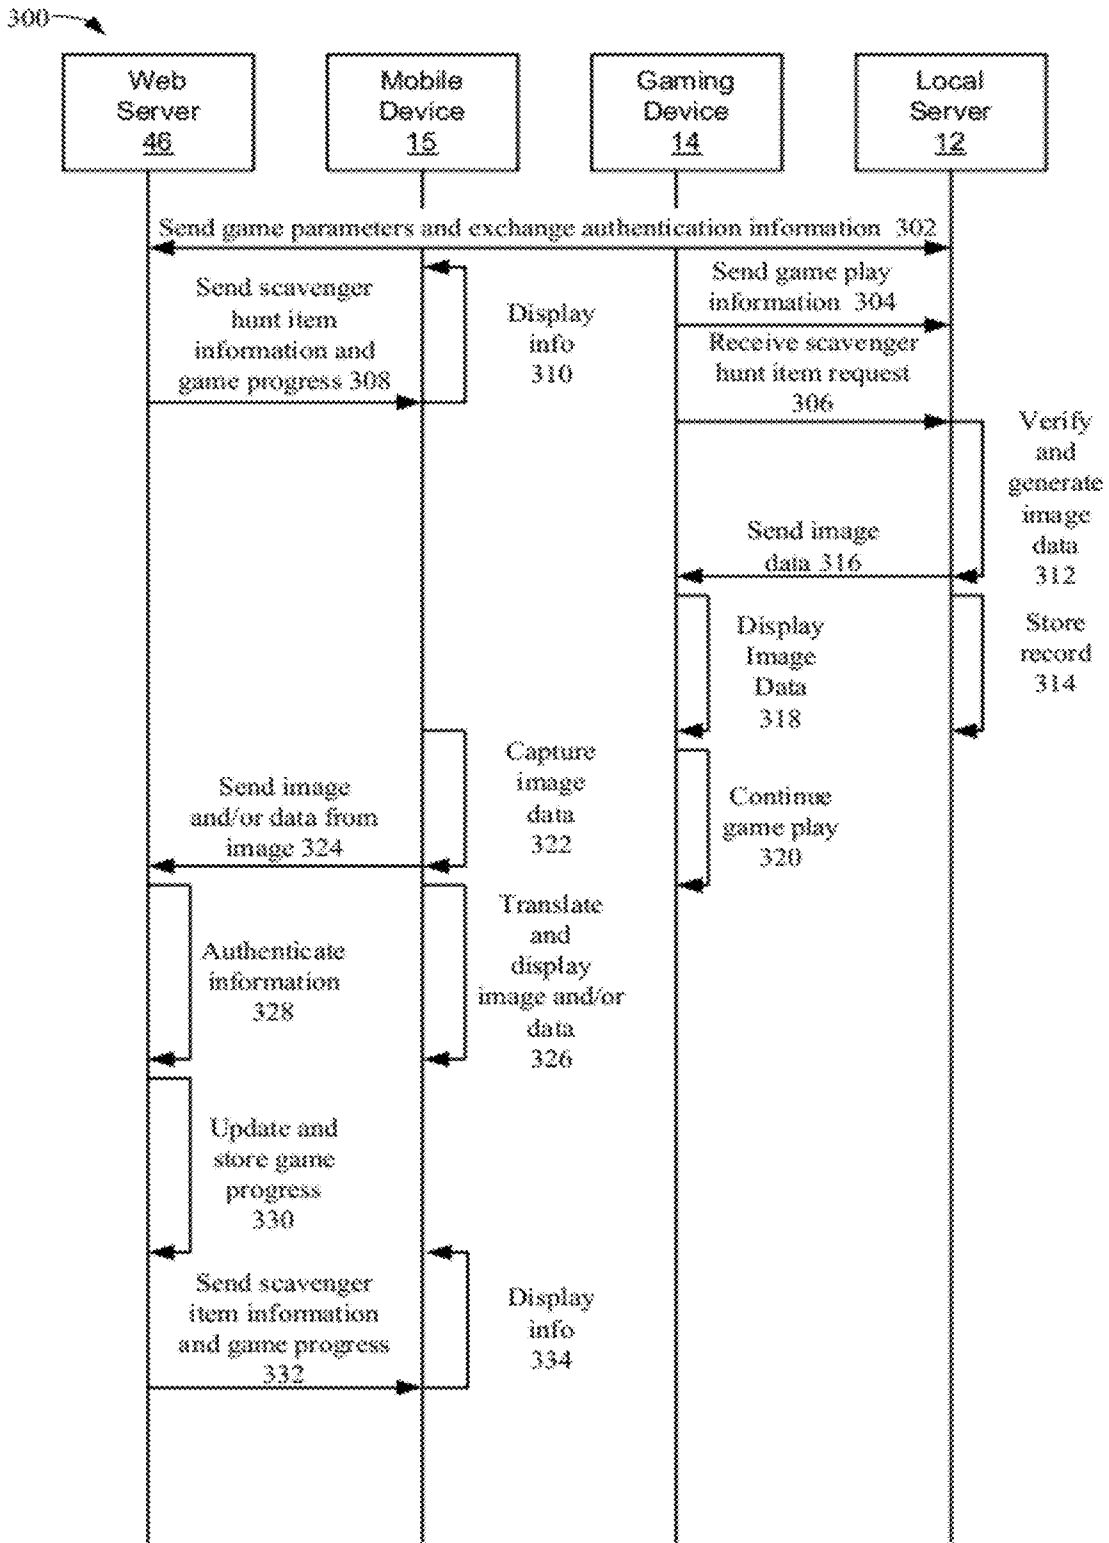 300
Web
Server
46
Mobile
Device
15
Gaming
Device
14
Local
Server
12
Send game parameters and exchange authentication information 302
Send scavenger
hunt item
information and
game progress 308
Display
info
310
Send game play
information 304
Receive scavenger
hunt item request
306
Verify
and
generate
image
data
312
Send image
data 316
Display
Image
Data
318
Store
record
314
Capture
image
data
322
Send image
and/or data from
image 324
Continue
game play
320
Authenticate
information
328
Translate
and
display
image and/or
data
326
Update and
store game
progress
330
Send scavenger
item information
and game progress
332
Display
info
334